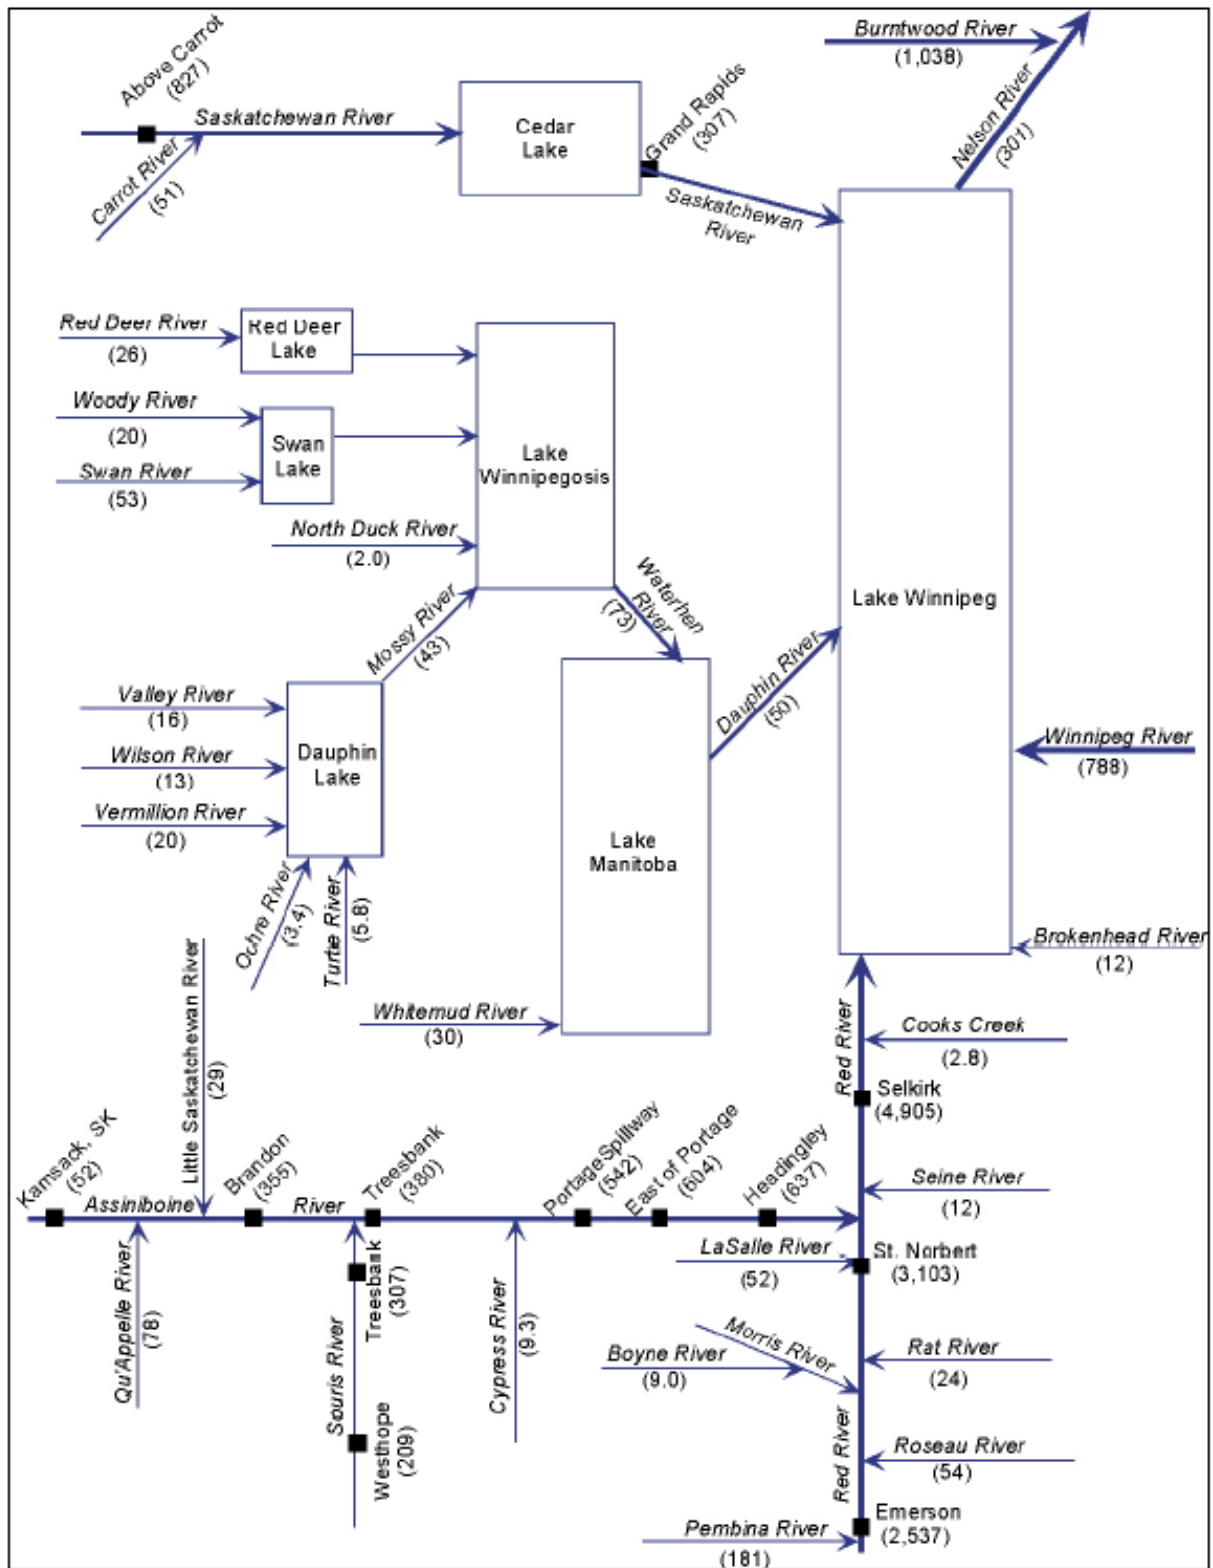 Burntwood River
(1,038)
Above Carrot
(827)
Saskatchewan River
Carrot River
(51)
Cedar
Lake
Grand Rapids
(307)
Saskatchewan
River
Nelson River
(301)
Red Deer River
(26)
Red Deer
Lake
Woody River
(20)
Swan
Lake
Swan River
(53)
Lake
Winnipegosis
North Duck River
(2.0)
Mossy River
(43)
Waterhen
River
(73)
Lake Winnipeg
Valley River
(16)
Wilson River
(13)
Dauphin
Lake
Vermillion River
(20)
Ochre River
(3.4)
Turtle River
(5.8)
Dauphin River
(50)
Winnipeg River
(788)
Lake
Manitoba
Whitemud River
(30)
Brokenhead River
(12)
Red River
Cooks Creek
(2.8)
Selkirk
(4,905)
Little Saskatchewan River
(29)
Kamsack, SK
(52)
Assiniboine
Brandon
(355)
River
Treesbank
(380)
Portage Spillway
(542)
East of Portage
(604)
Headingley
(637)
Seine River
(12)
LaSalle River
(52)
St. Norbert
(3,103)
Qu'Appelle River
(78)
Souris River
Treesbank
(307)
Westhope
(209)
Cypress River
(9.3)
Morris River
Boyne River
(9.0)
Rat River
(24)
Red River
Roseau River
(54)
Emerson
(2,537)
Pembina River
(181)